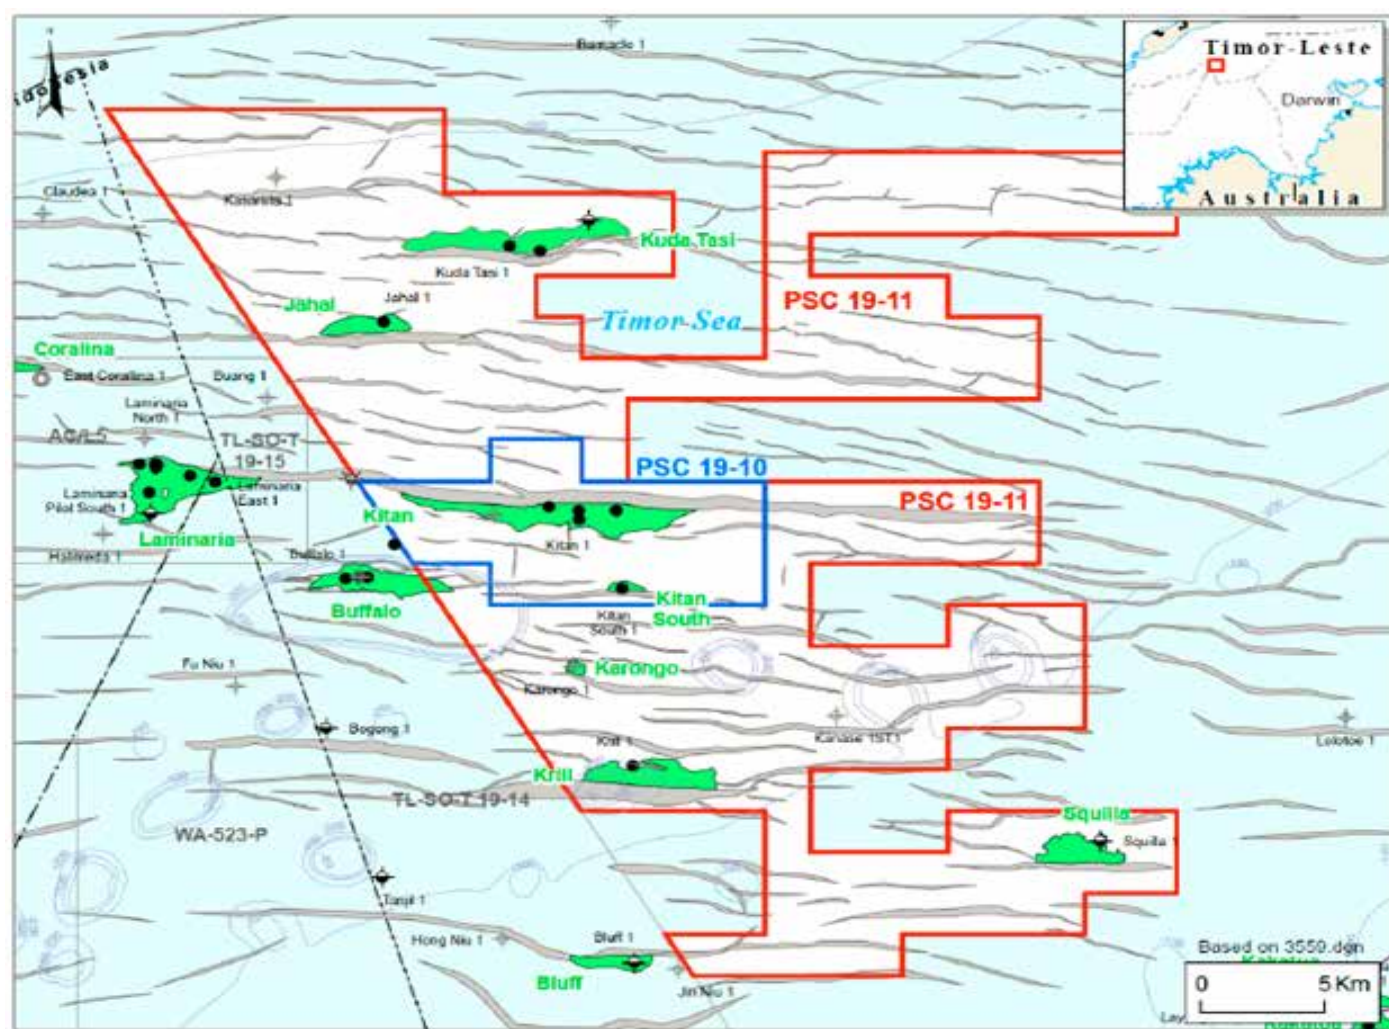 Timor-Leste
Darwin
Australia
Claudea 1
Kuda Tasi
Kuda Tasi 1
Jahal
Jahal 1
Timor Sea
PSC 19-11
Coralina
East Coralina 1
Buang 1
Laminaria
North 1
AC/L5
TL-SO-T
19-15
PSC 19-10
PSC 19-11
Laminaria
East 1
Laminaria
Pilot South 1
Kitan
Laminaria
Kitan 1
Buffalo 1
Buffalo
Kitan
South
Kitan
South 1
Fu Niu 1
Karongo
Karongo 1
Bogong 1
Kanase 1ST1
Lolotoe 1
Krill 1
Krill
TL-SO-T 19-14
WA-523-P
Squilla
Squilla 1
Tanjil 1
Hong Niu 1
Bluff 1
Bluff
Jin Niu 1
Based on 3559.dgn
0 5 Km